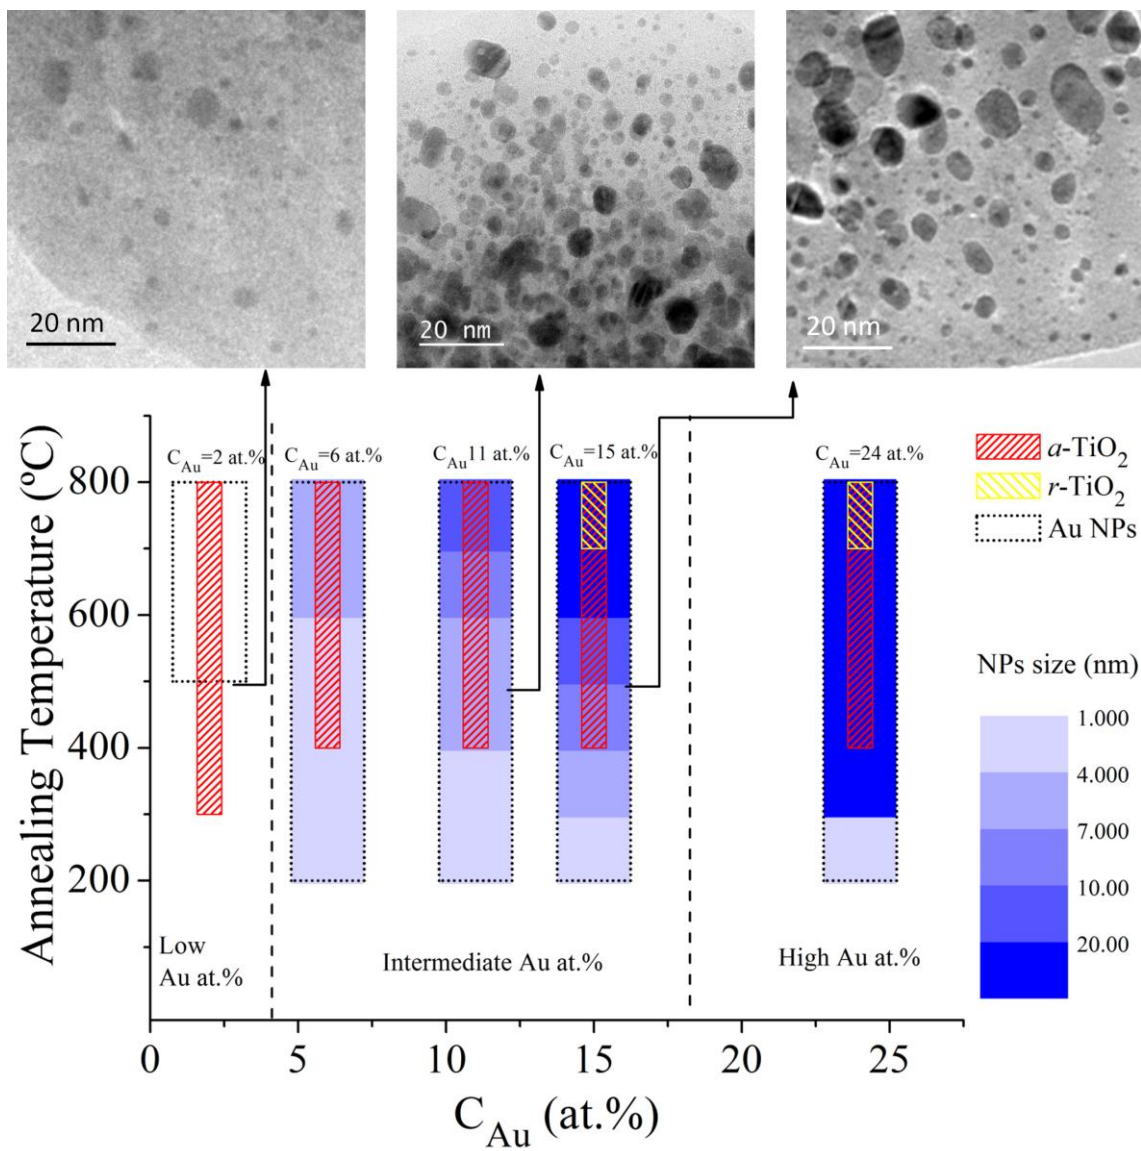 20 nm
20 nm
20 nm
Annealing Temperature (ºC)
800
600
400
200
C_Au=2 at.%
C_Au=6 at.%
C_Au11 at.%
C_Au=15 at.%
C_Au=24 at.%
a-TiO₂
r-TiO₂
Au NPs
NPs size (nm)
1.000
4.000
7.000
10.00
20.00
Low
Au at.%
Intermediate Au at.%
High Au at.%
0
5
10
15
20
25
C_Au (at.%)